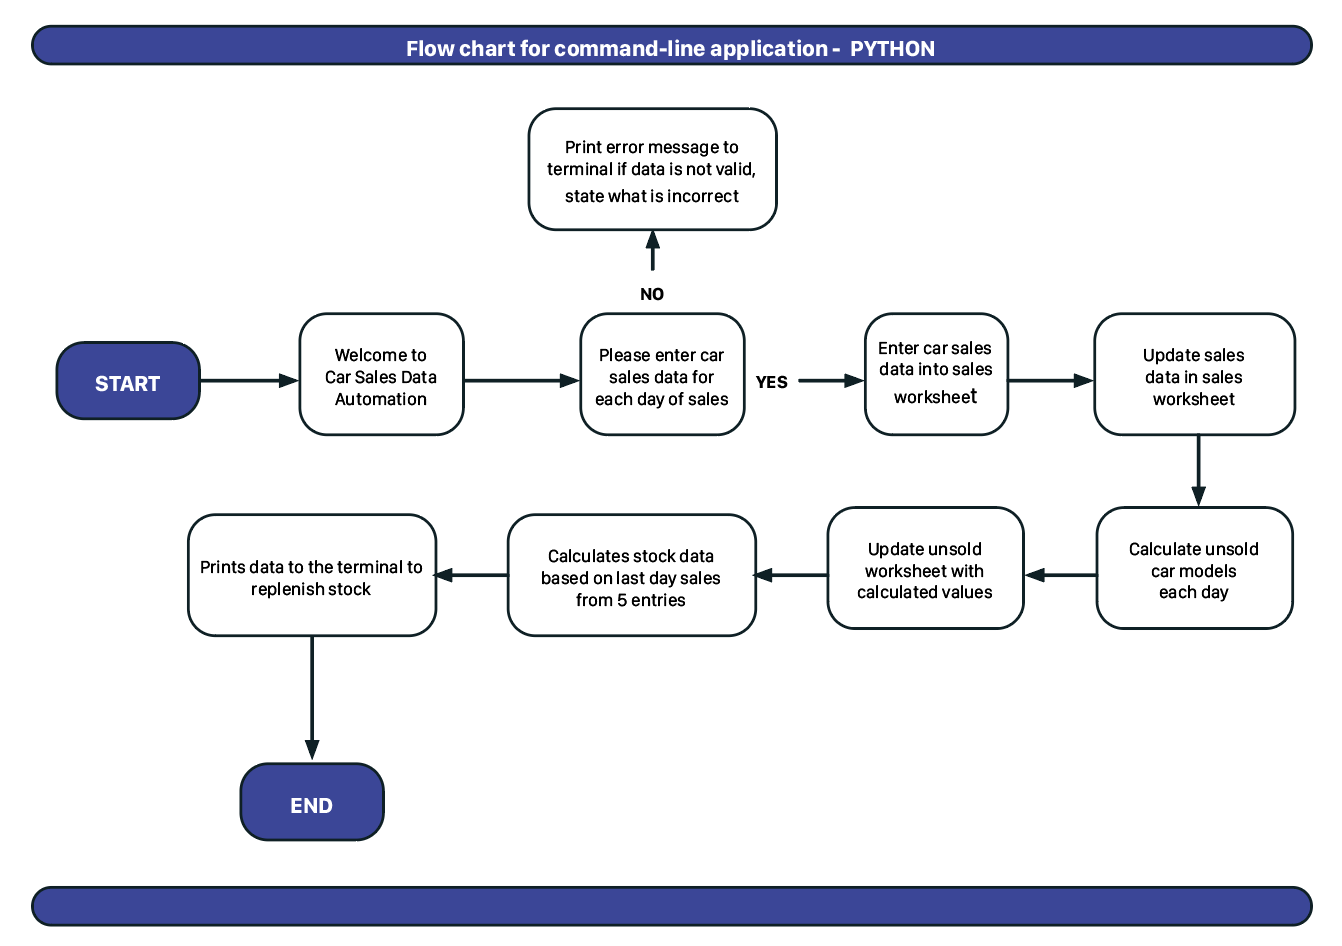 Flow chart for command-line application - PYTHON
Print error message to
terminal if data is not valid,
state what is incorrect
NO
START
Welcome to
Car Sales Data
Automation
Please enter car
sales data for
each day of sales
YES
Enter car sales
data into sales
worksheet
Update sales
data in sales
worksheet
Calculate unsold
car models
each day
Update unsold
worksheet with
calculated values
Calculates stock data
based on last day sales
from 5 entries
Prints data to the terminal to
replenish stock
END